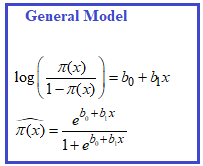 General Model
log(π(x) / 1−π(x)) = b₀ + b₁x
π̂(x) = e^(b₀+b₁x) / 1+e^(b₀+b₁x)